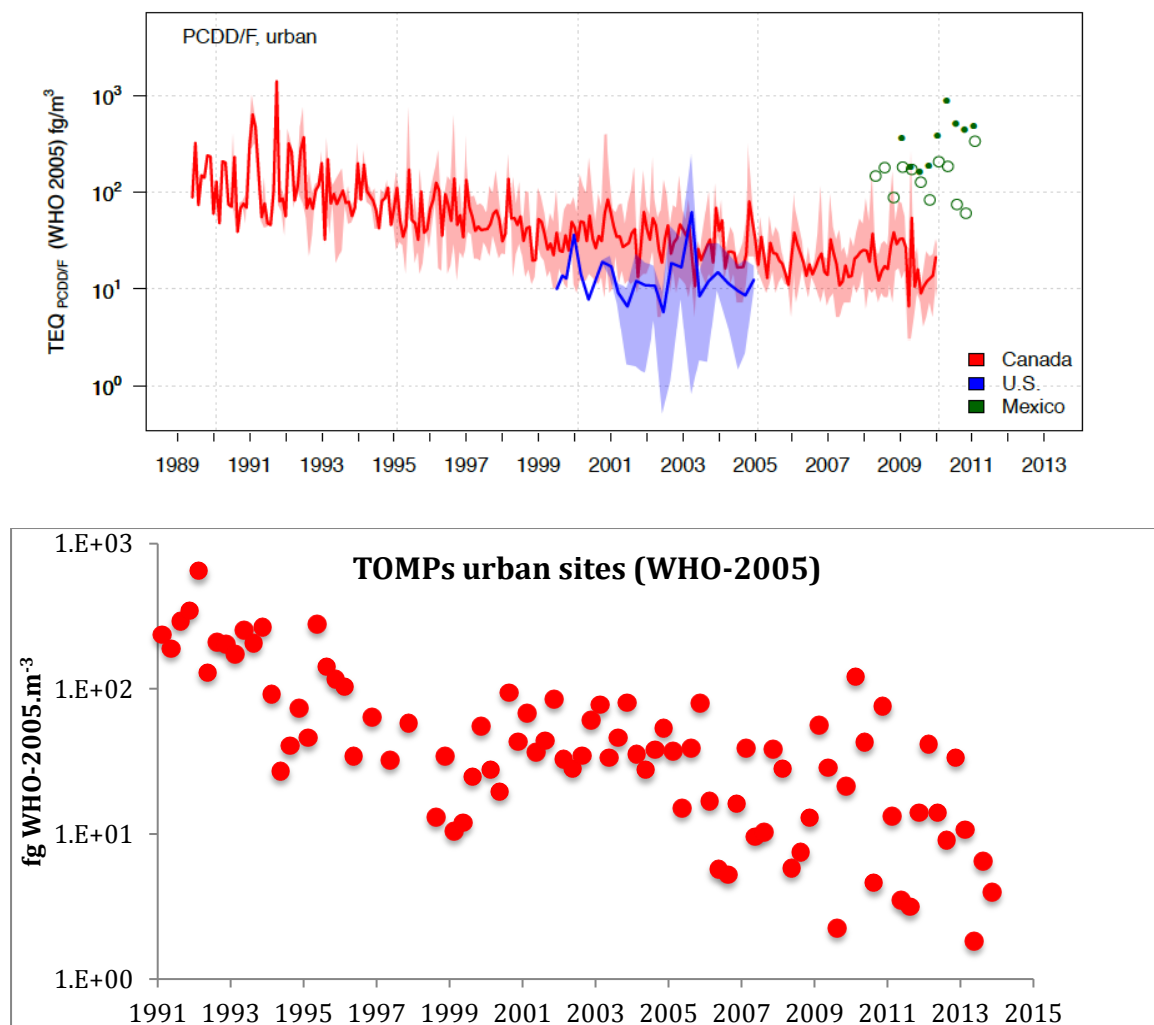 PCDD/F, urban
TEQ PCDD/F (WHO 2005) fg/m³
10³
10²
10¹
10⁰
Canada
U.S.
Mexico
1989 1991 1993 1995 1997 1999 2001 2003 2005 2007 2009 2011 2013
TOMPs urban sites (WHO-2005)
fg WHO-2005.m⁻³
1.E+03
1.E+02
1.E+01
1.E+00
1991 1993 1995 1997 1999 2001 2003 2005 2007 2009 2011 2013 2015